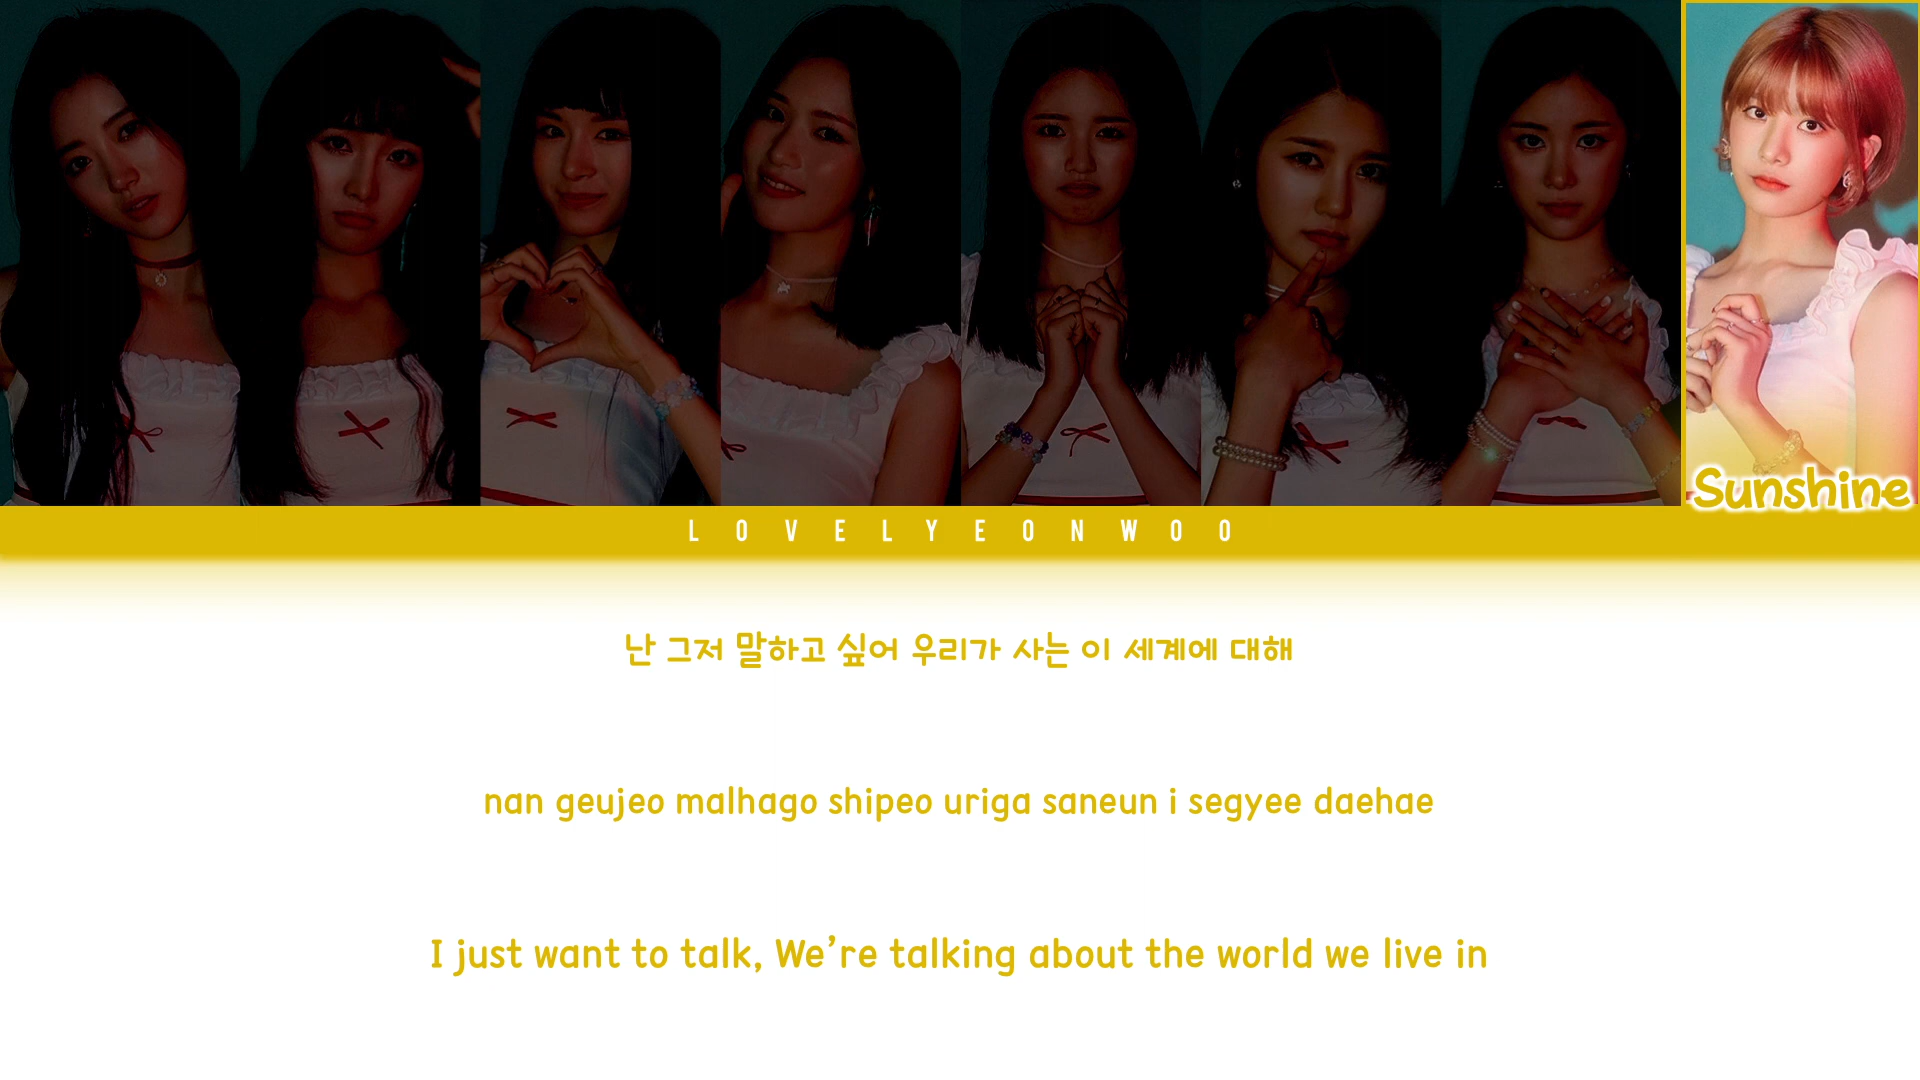 Sunshine
LOVELYEONWOO
난 그저 말하고 싶어 우리가 사는 이 세계에 대해
nan geujeo malhago shipeo uriga saneun i segyee daehae
I just want to talk, We’re talking about the world we live in